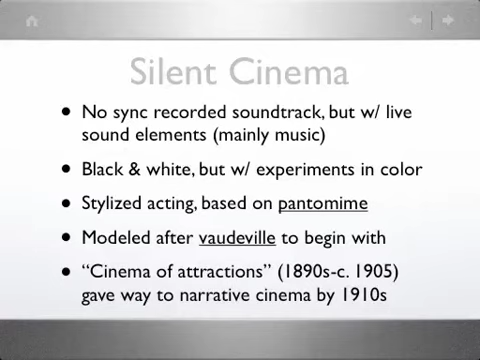 Silent Cinema
• No sync recorded soundtrack, but w/ live
sound elements (mainly music)
• Black & white, but w/ experiments in color
• Stylized acting, based on pantomime
• Modeled after vaudeville to begin with
• “Cinema of attractions” (1890s-c. 1905)
gave way to narrative cinema by 1910s